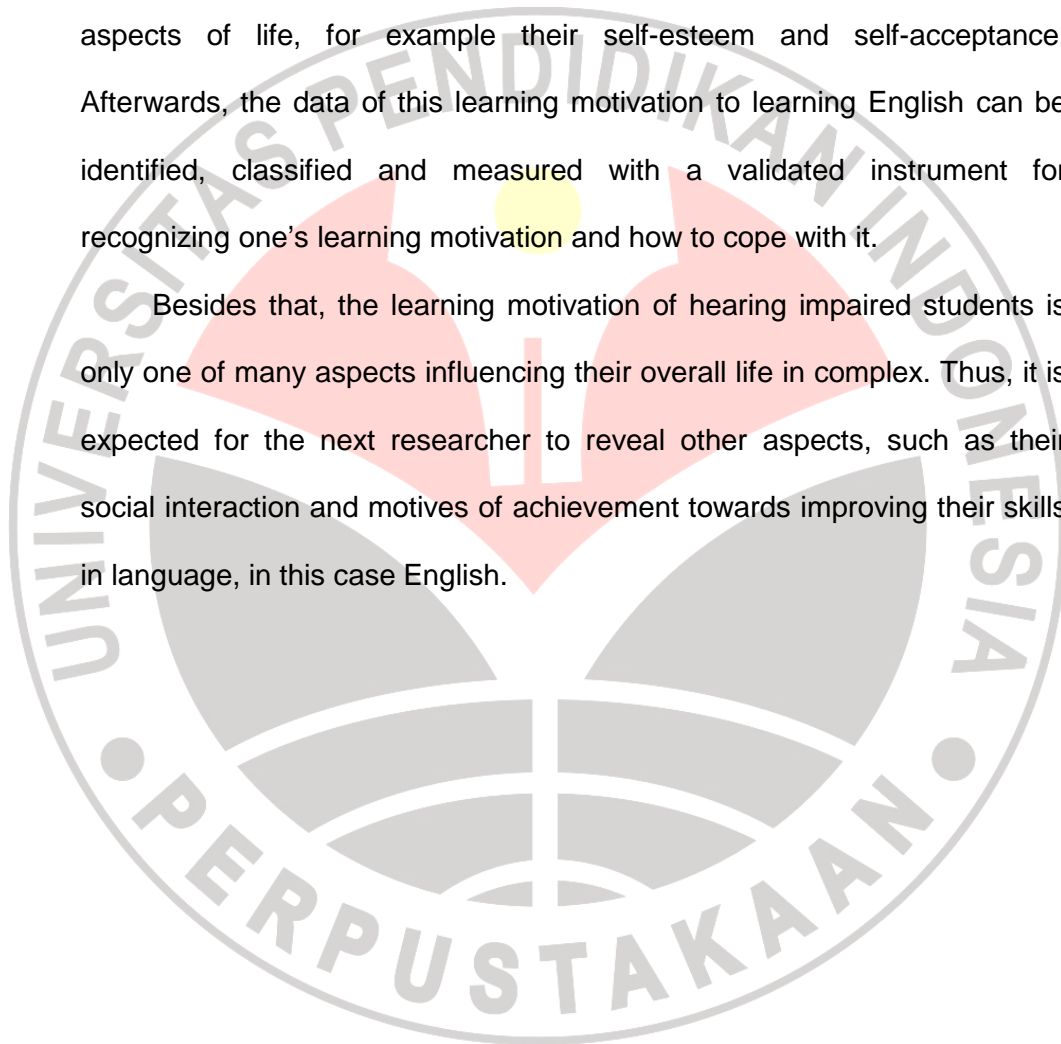 aspects of life, for example their self-esteem and self-acceptance.
Afterwards, the data of this learning motivation to learning English can be
identified, classified and measured with a validated instrument for
recognizing one's learning motivation and how to cope with it.
Besides that, the learning motivation of hearing impaired students is
only one of many aspects influencing their overall life in complex. Thus, it is
expected for the next researcher to reveal other aspects, such as their
social interaction and motives of achievement towards improving their skills
in language, in this case English.
UNIVERSITAS PENDIDIKAN INDONESIA
PERPUSTAKAAN